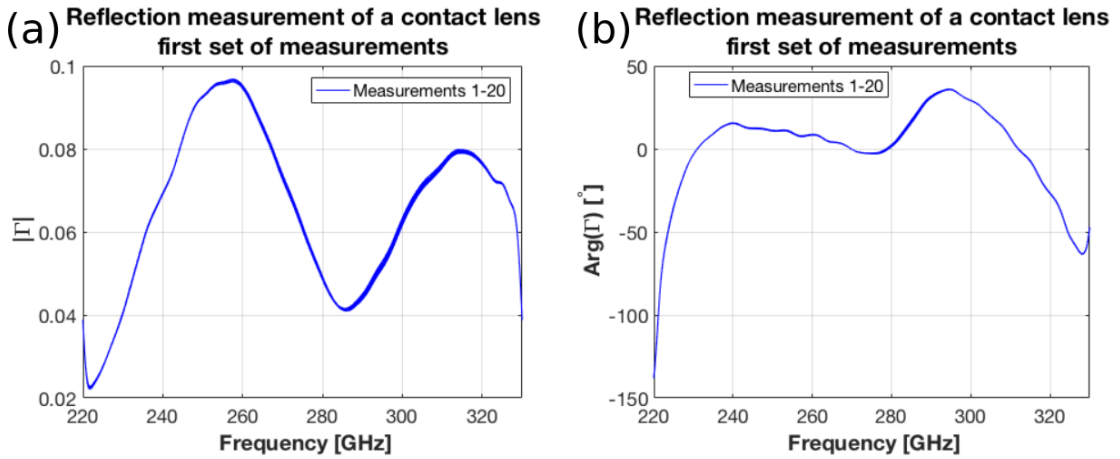 (a)
Reflection measurement of a contact lens
first set of measurements
0.1
0.08
0.06
0.04
0.02
|Γ|
Measurements 1-20
220
240
260
280
300
320
Frequency [GHz]
(b)
Reflection measurement of a contact lens
first set of measurements
50
0
-50
-100
-150
Arg(Γ) [°]
Measurements 1-20
220
240
260
280
300
320
Frequency [GHz]